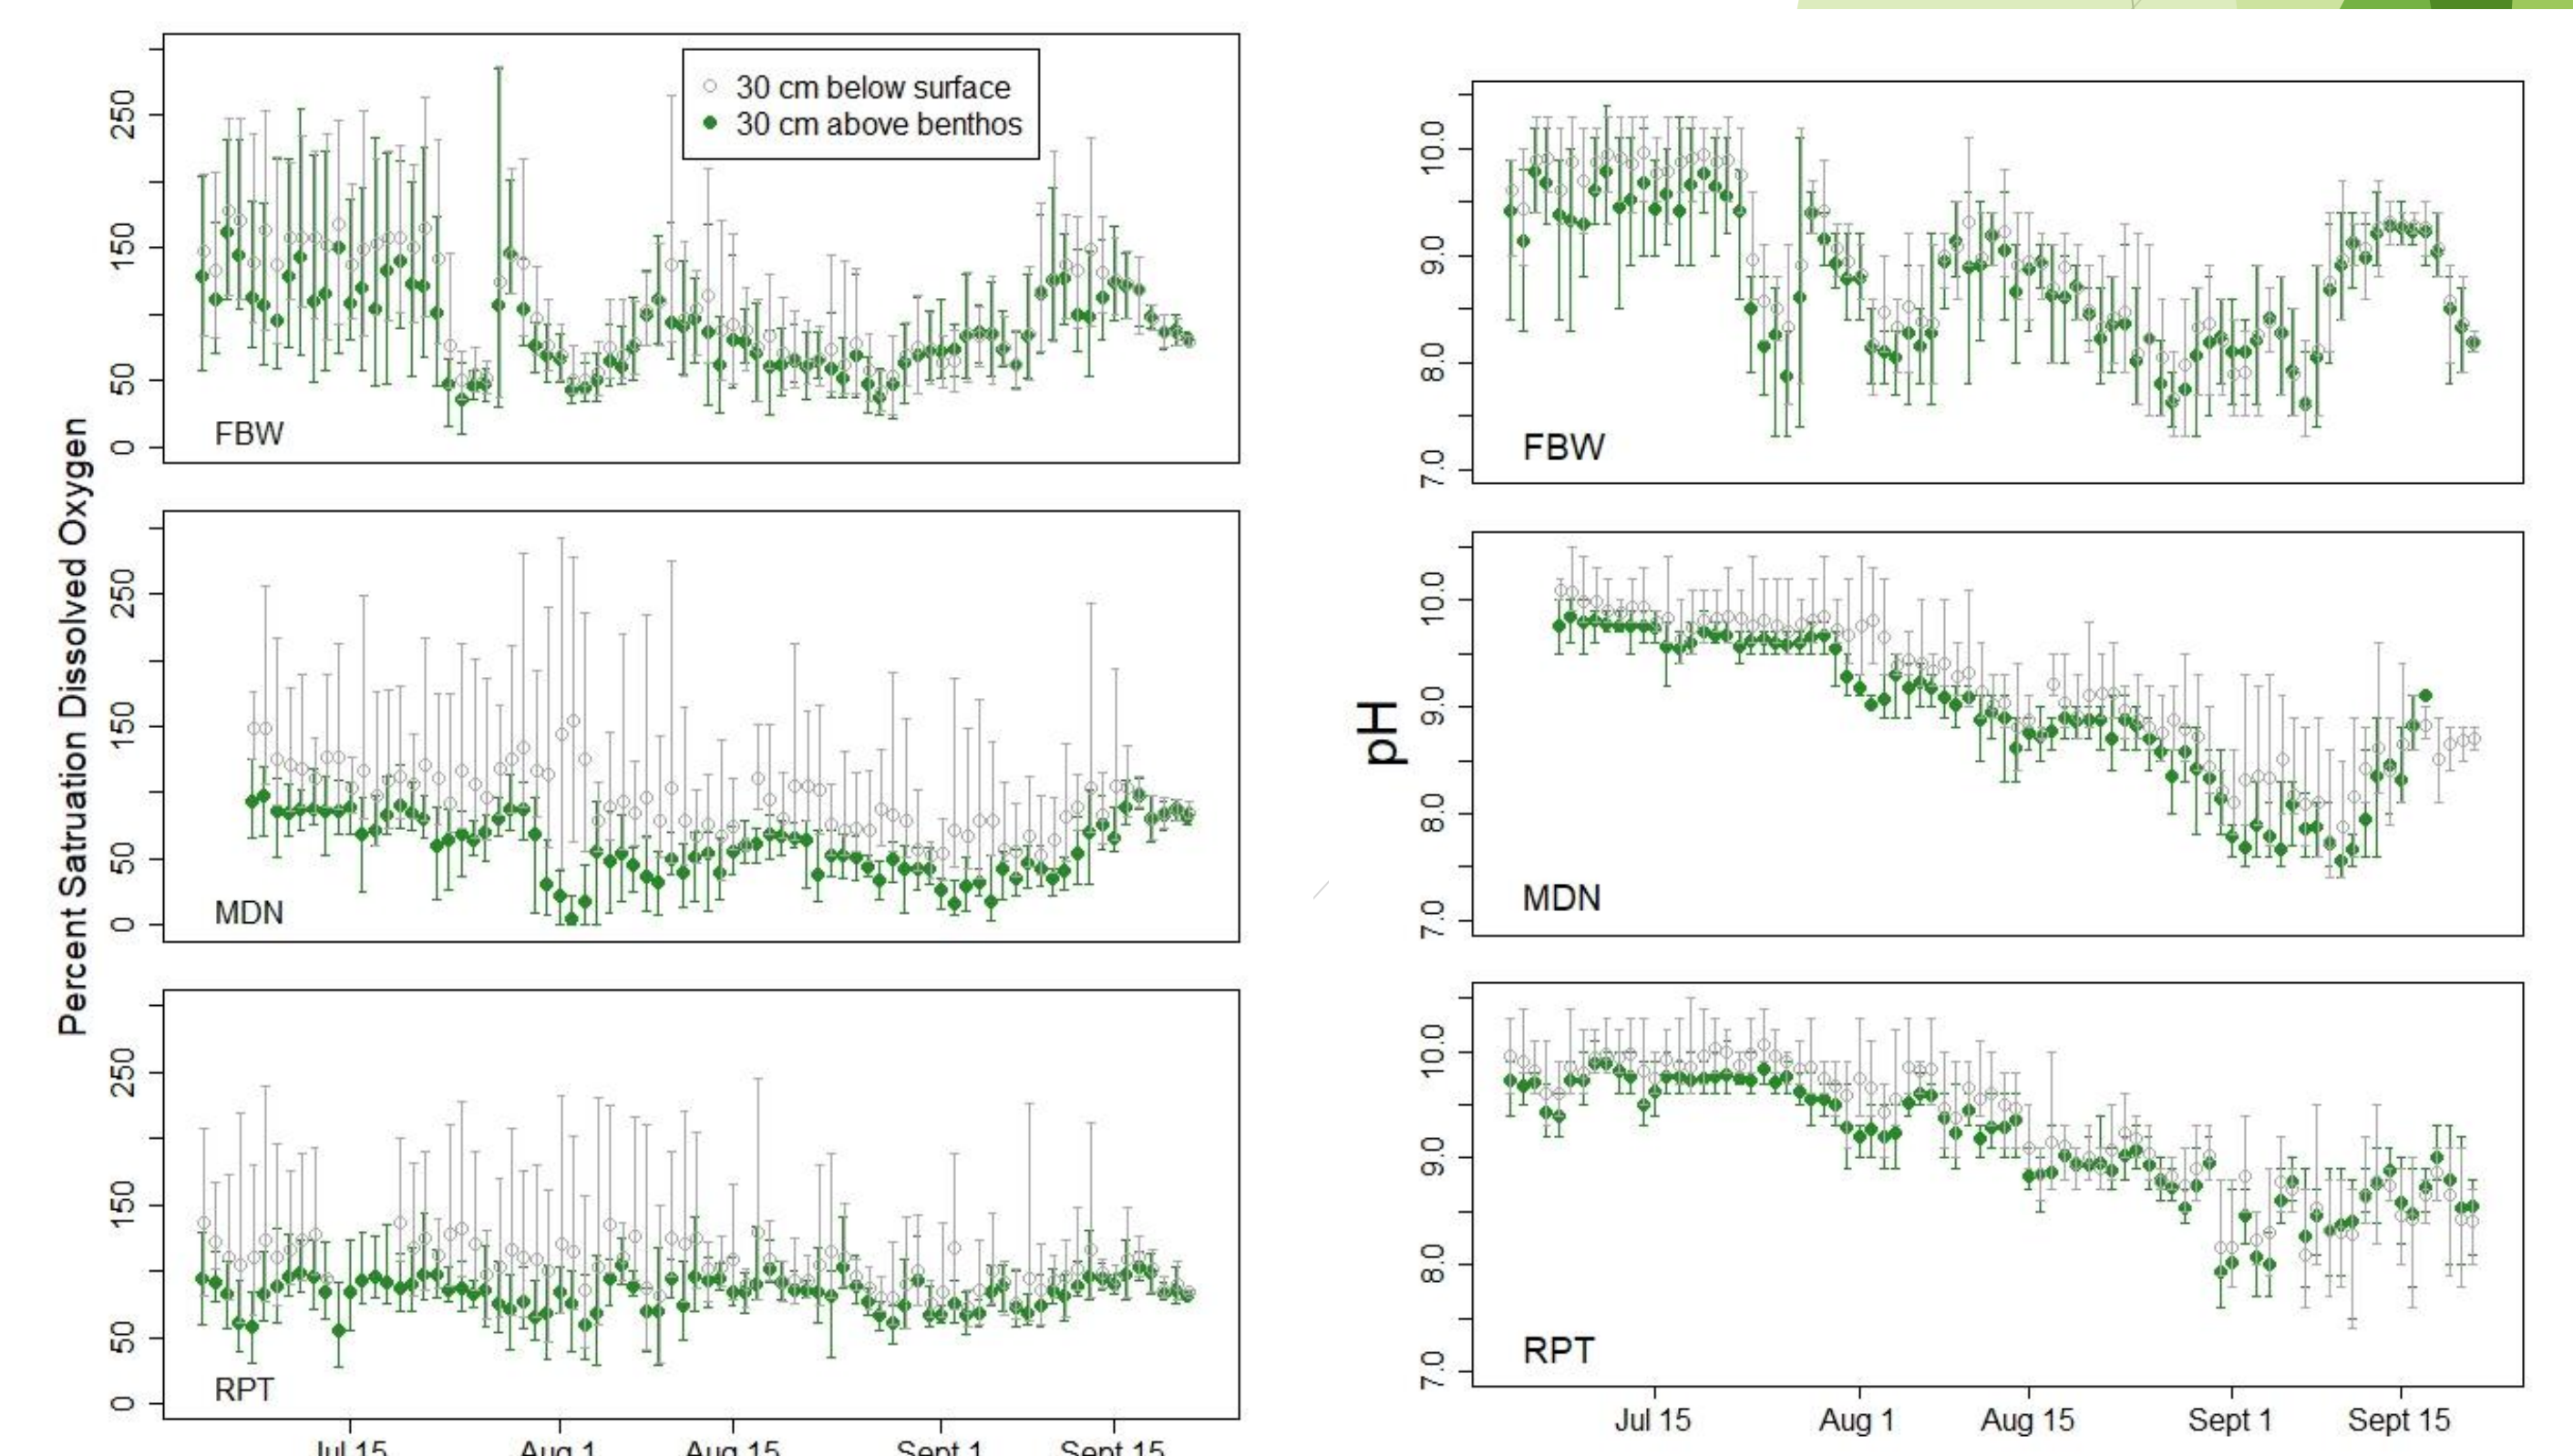 Percent Satruration Dissolved Oxygen
30 cm below surface
30 cm above benthos
250
150
50
0
FBW
250
150
50
0
MDN
250
150
50
0
RPT
Jul 15 Aug 1 Aug 15 Sept 1 Sept 15
pH
10.0
9.0
8.0
7.0
FBW
10.0
9.0
8.0
7.0
MDN
10.0
9.0
8.0
7.0
RPT
Jul 15 Aug 1 Aug 15 Sept 1 Sept 15